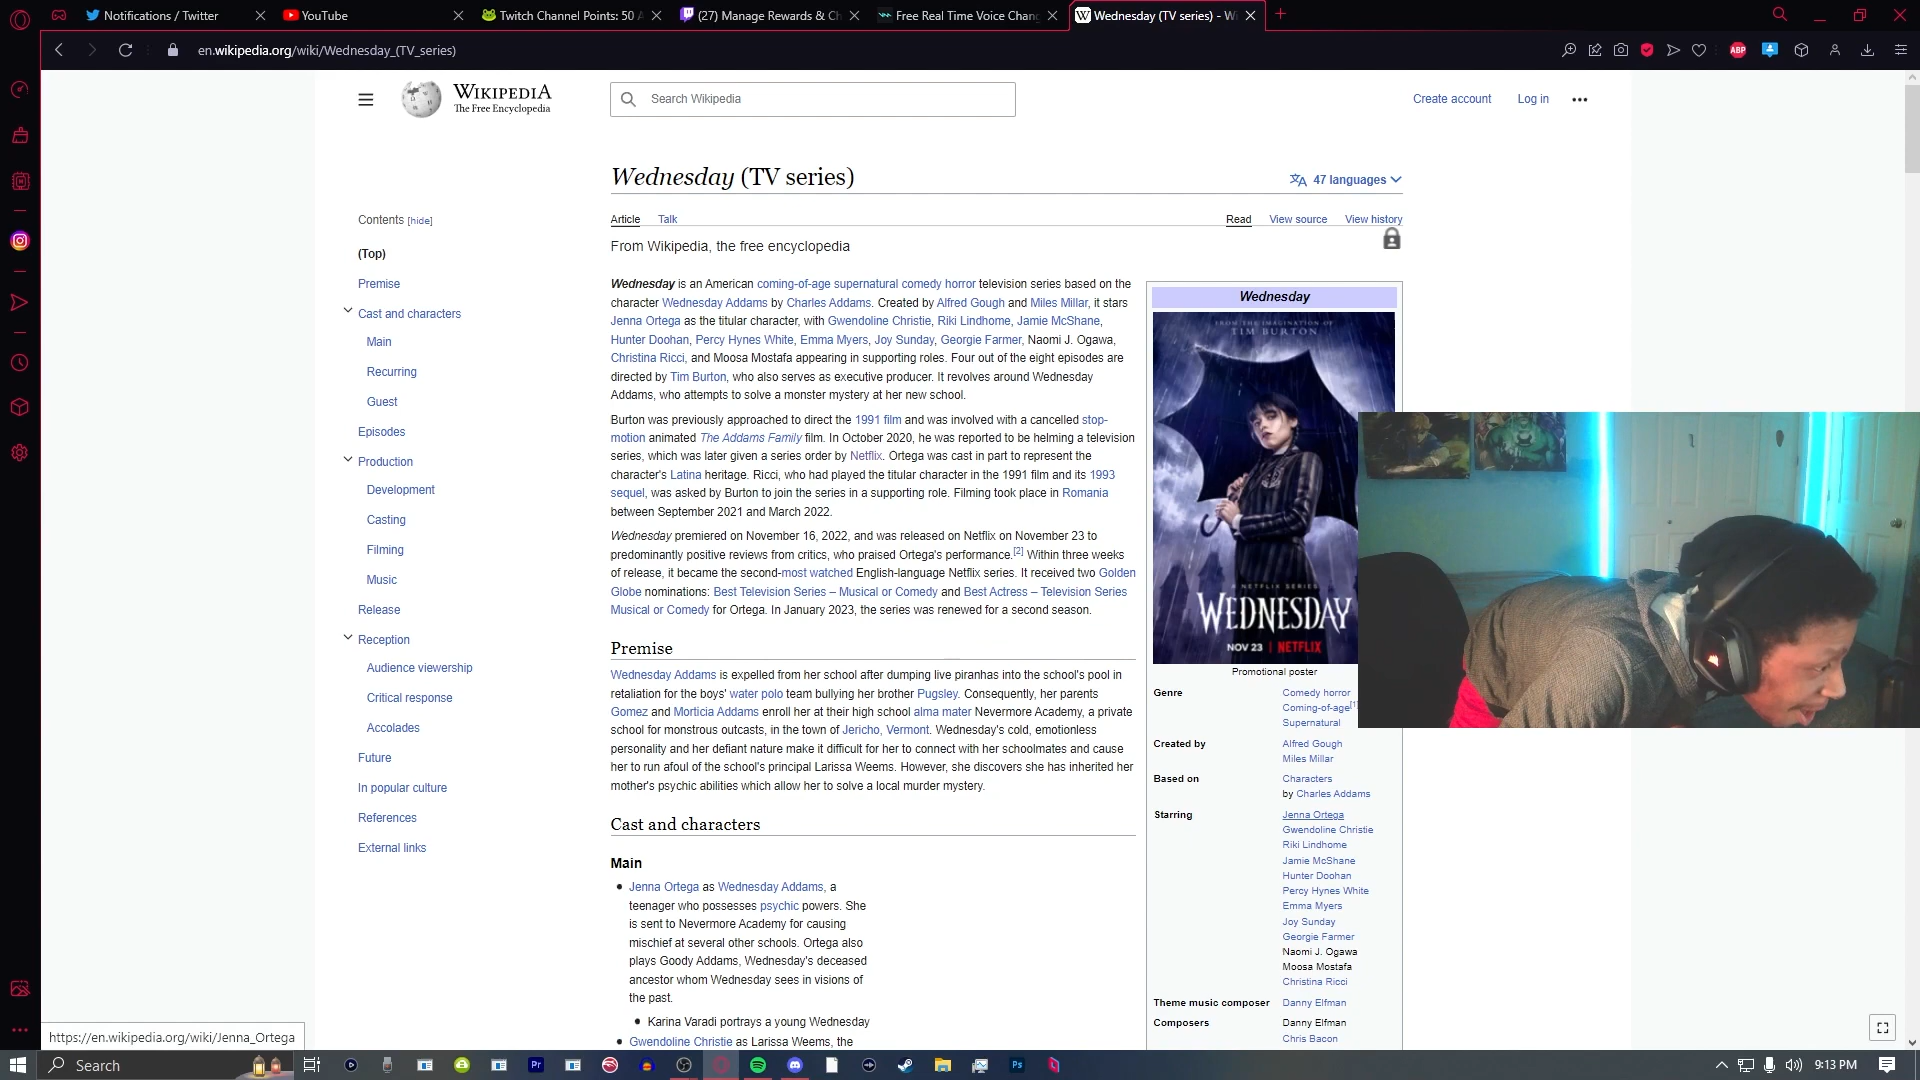 Notifications / Twitter
YouTube
Twitch Channel Points: 50 A
(27) Manage Rewards & Ch
Free Real Time Voice Chang
Wednesday (TV series) - Wi
en.wikipedia.org/wiki/Wednesday_(TV_series)
ABP
WIKIPEDIA
The Free Encyclopedia
Search Wikipedia
Create account
Log in
Wednesday (TV series)
47 languages
Contents [hide]
(Top)
Premise
Cast and characters
Main
Recurring
Guest
Episodes
Production
Development
Casting
Filming
Music
Release
Reception
Audience viewership
Critical response
Accolades
Future
In popular culture
References
External links
Article
Talk
Read
View source
View history
From Wikipedia, the free encyclopedia
Wednesday is an American coming-of-age supernatural comedy horror television series based on the
character Wednesday Addams by Charles Addams. Created by Alfred Gough and Miles Millar, it stars
Jenna Ortega as the titular character, with Gwendoline Christie, Riki Lindhome, Jamie McShane,
Hunter Doohan, Percy Hynes White, Emma Myers, Joy Sunday, Georgie Farmer, Naomi J. Ogawa,
Christina Ricci, and Moosa Mostafa appearing in supporting roles. Four out of the eight episodes are
directed by Tim Burton, who also serves as executive producer. It revolves around Wednesday
Addams, who attempts to solve a monster mystery at her new school.
Burton was previously approached to direct the 1991 film and was involved with a cancelled stop-
motion animated The Addams Family film. In October 2020, he was reported to be helming a television
series, which was later given a series order by Netflix. Ortega was cast in part to represent the
character's Latina heritage. Ricci, who had played the titular character in the 1991 film and its 1993
sequel, was asked by Burton to join the series in a supporting role. Filming took place in Romania
between September 2021 and March 2022.
Wednesday premiered on November 16, 2022, and was released on Netflix on November 23 to
predominantly positive reviews from critics, who praised Ortega's performance.[2] Within three weeks
of release, it became the second-most watched English-language Netflix series. It received two Golden
Globe nominations: Best Television Series – Musical or Comedy and Best Actress – Television Series
Musical or Comedy for Ortega. In January 2023, the series was renewed for a second season.
Premise
Wednesday Addams is expelled from her school after dumping live piranhas into the school's pool in
retaliation for the boys' water polo team bullying her brother Pugsley. Consequently, her parents
Gomez and Morticia Addams enroll her at their high school alma mater Nevermore Academy, a private
school for monstrous outcasts, in the town of Jericho, Vermont. Wednesday's cold, emotionless
personality and her defiant nature make it difficult for her to connect with her schoolmates and cause
her to run afoul of the school's principal Larissa Weems. However, she discovers she has inherited her
mother's psychic abilities which allow her to solve a local murder mystery.
Cast and characters
Main
Jenna Ortega as Wednesday Addams, a
teenager who possesses psychic powers. She
is sent to Nevermore Academy for causing
mischief at several other schools. Ortega also
plays Goody Addams, Wednesday's deceased
ancestor whom Wednesday sees in visions of
the past.
Karina Varadi portrays a young Wednesday
Gwendoline Christie as Larissa Weems, the
Wednesday
FROM THE IMAGINATION OF
TIM BURTON
A NETFLIX SERIES
WEDNESDAY
NOV 23 | NETFLIX
Promotional poster
Genre
Comedy horror
Coming-of-age[1]
Supernatural
Created by
Alfred Gough
Miles Millar
Based on
Characters
by Charles Addams
Starring
Jenna Ortega
Gwendoline Christie
Riki Lindhome
Jamie McShane
Hunter Doohan
Percy Hynes White
Emma Myers
Joy Sunday
Georgie Farmer
Naomi J. Ogawa
Moosa Mostafa
Christina Ricci
Theme music composer
Danny Elfman
Composers
Danny Elfman
Chris Bacon
https://en.wikipedia.org/wiki/Jenna_Ortega
Search
Pr
Ps
9:13 PM